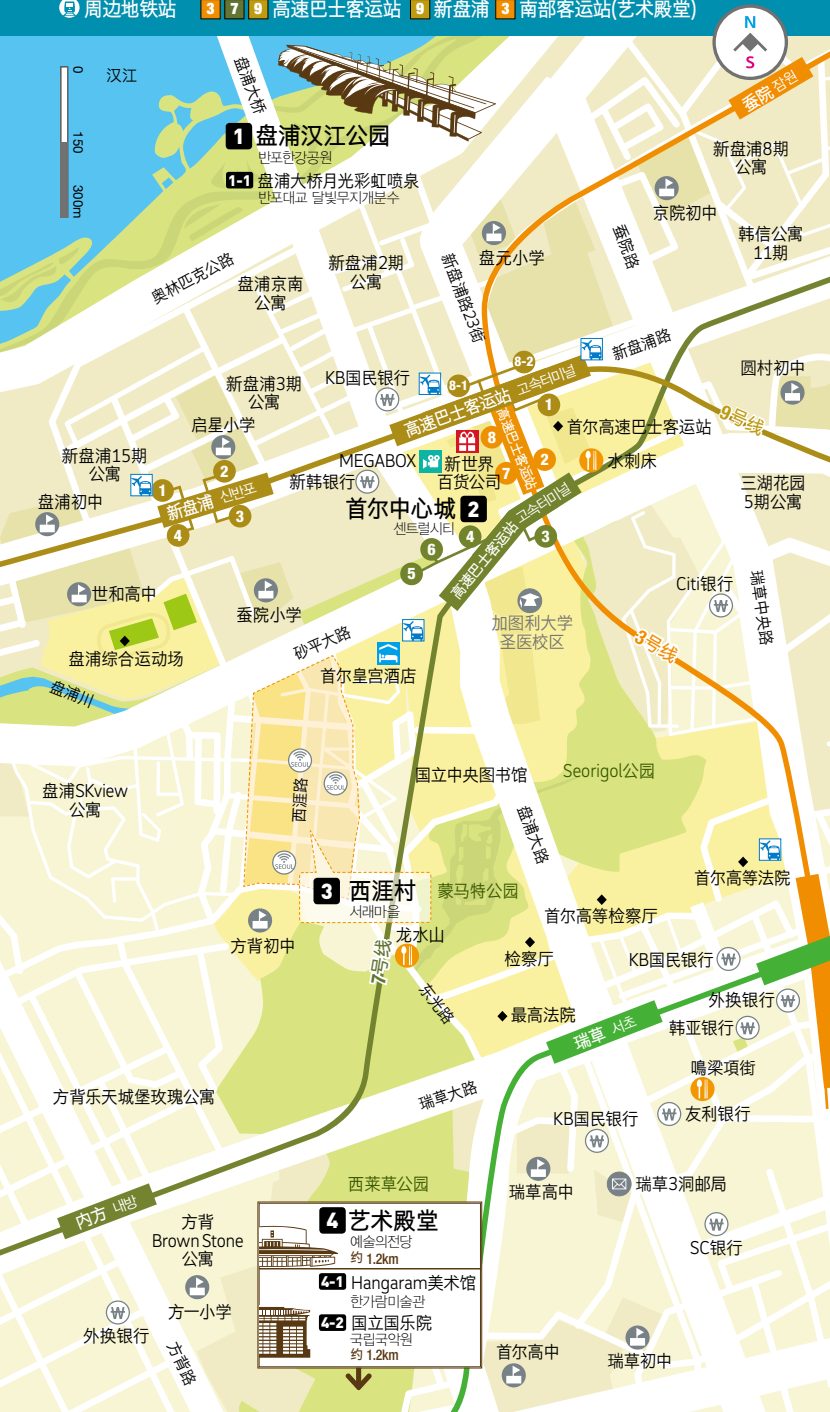 周边地铁站 3 7 9 高速巴士客运站 9 新盘浦 3 南部客运站(艺术殿堂)
N
S
0
150
300m
汉江
盘浦大桥
1 盘浦汉江公园
반포한강공원
1-1 盘浦大桥月光彩虹喷泉
반포대교 달빛무지개분수
蚕院 잠원
新盘浦8期
公寓
京院初中
韩信公寓
11期
蚕院路
盘元小学
新盘浦路23街
奥林匹克公路
新盘浦2期
公寓
盘浦京南
公寓
新盘浦路
8-2
8-1
高速巴士客运站 고속터미널
KB国民银行
新盘浦3期
公寓
启星小学
圆村初中
9号线
1
首尔高速巴士客运站
8
高速巴士客运站
7
2
水刺床
MEGABOX
新世界
百货公司
新韩银行
新盘浦15期
公寓
1
2
新盘浦 신반포
3
4
盘浦初中
三湖花园
5期公寓
首尔中心城 2
센트럴시티
4
6
5
3
高速巴士客运站 고속터미널
世和高中
蚕院小学
加图利大学
圣医校区
Citi银行
瑞草中央路
盘浦综合运动场
砂平大路
首尔皇宫酒店
3号线
盘浦川
盘浦SKview
公寓
SEOUL
SEOUL
西涯路
SEOUL
国立中央图书馆
Seorigol公园
盘浦大路
3 西涯村
서래마을
蒙马特公园
首尔高等法院
首尔高等检察厅
方背初中
龙水山
7号线
检察厅
KB国民银行
东光路
最高法院
外换银行
韩亚银行
瑞草 서초
鳴梁項街
方背乐天城堡玫瑰公寓
瑞草大路
KB国民银行
友利银行
西莱草公园
瑞草高中
瑞草3洞邮局
内方 내방
方背
Brown Stone
公寓
4 艺术殿堂
예술의전당
约 1.2km
SC银行
4-1 Hangaram美术馆
한가람미술관
4-2 国立国乐院
국립국악원
约 1.2km
方一小学
外换银行
方背路
首尔高中
瑞草初中